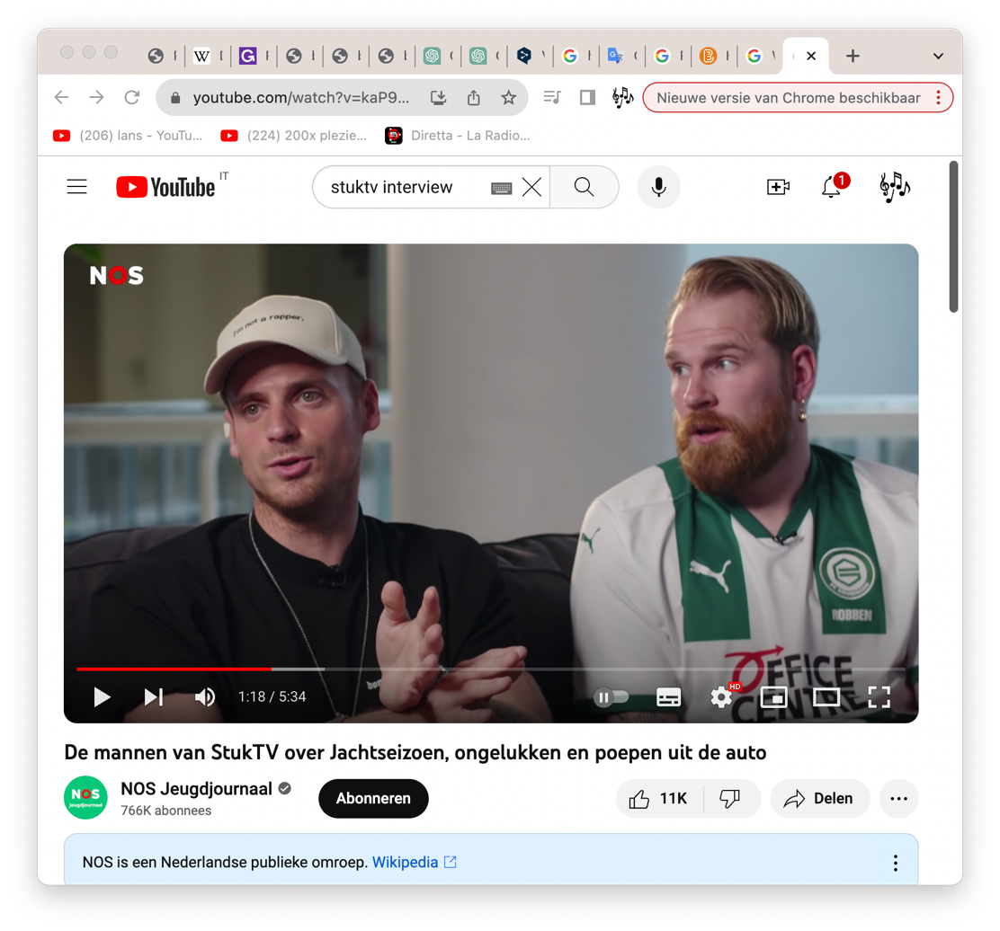 youtube.com/watch?v=kaP9...
Nieuwe versie van Chrome beschikbaar
(206) lans - YouTu...
(224) 200x plezie...
Diretta - La Radio...
YouTube IT
stuktv interview
1
NOS
I'm not a rapper.
ROBBEN
OFFICE
CENTRE
1:18 / 5:34
HD
De mannen van StukTV over Jachtseizoen, ongelukken en poepen uit de auto
NOS
jeugdjournaal
NOS Jeugdjournaal
766K abonnees
Abonneren
11K
Delen
NOS is een Nederlandse publieke omroep. Wikipedia